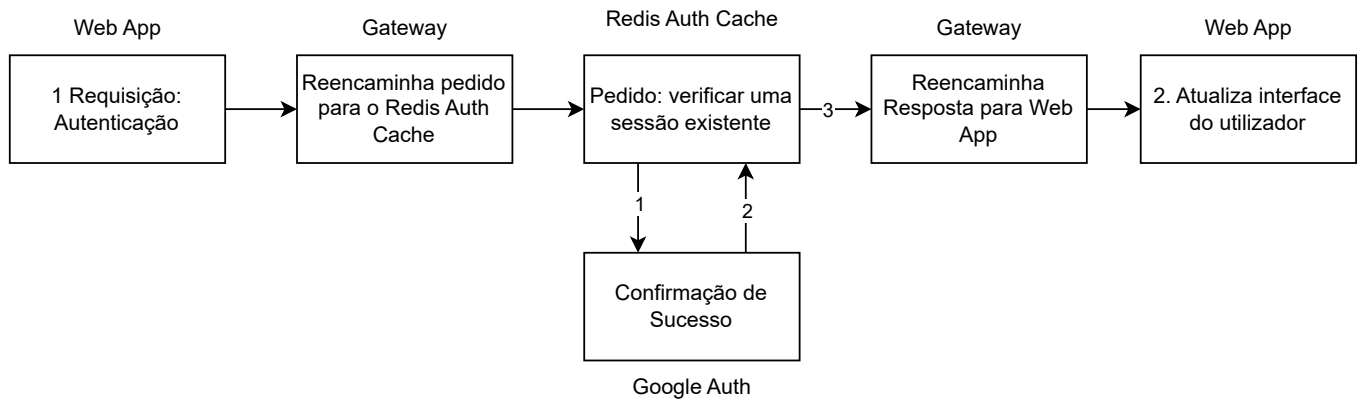 Web App
Gateway
Redis Auth Cache
Gateway
Web App
1 Requisição:
Autenticação
Reencaminha pedido
para o Redis Auth
Cache
Pedido: verificar uma
sessão existente
3
Reencaminha
Resposta para Web
App
2. Atualiza interface
do utilizador
1
2
Confirmação de
Sucesso
Google Auth